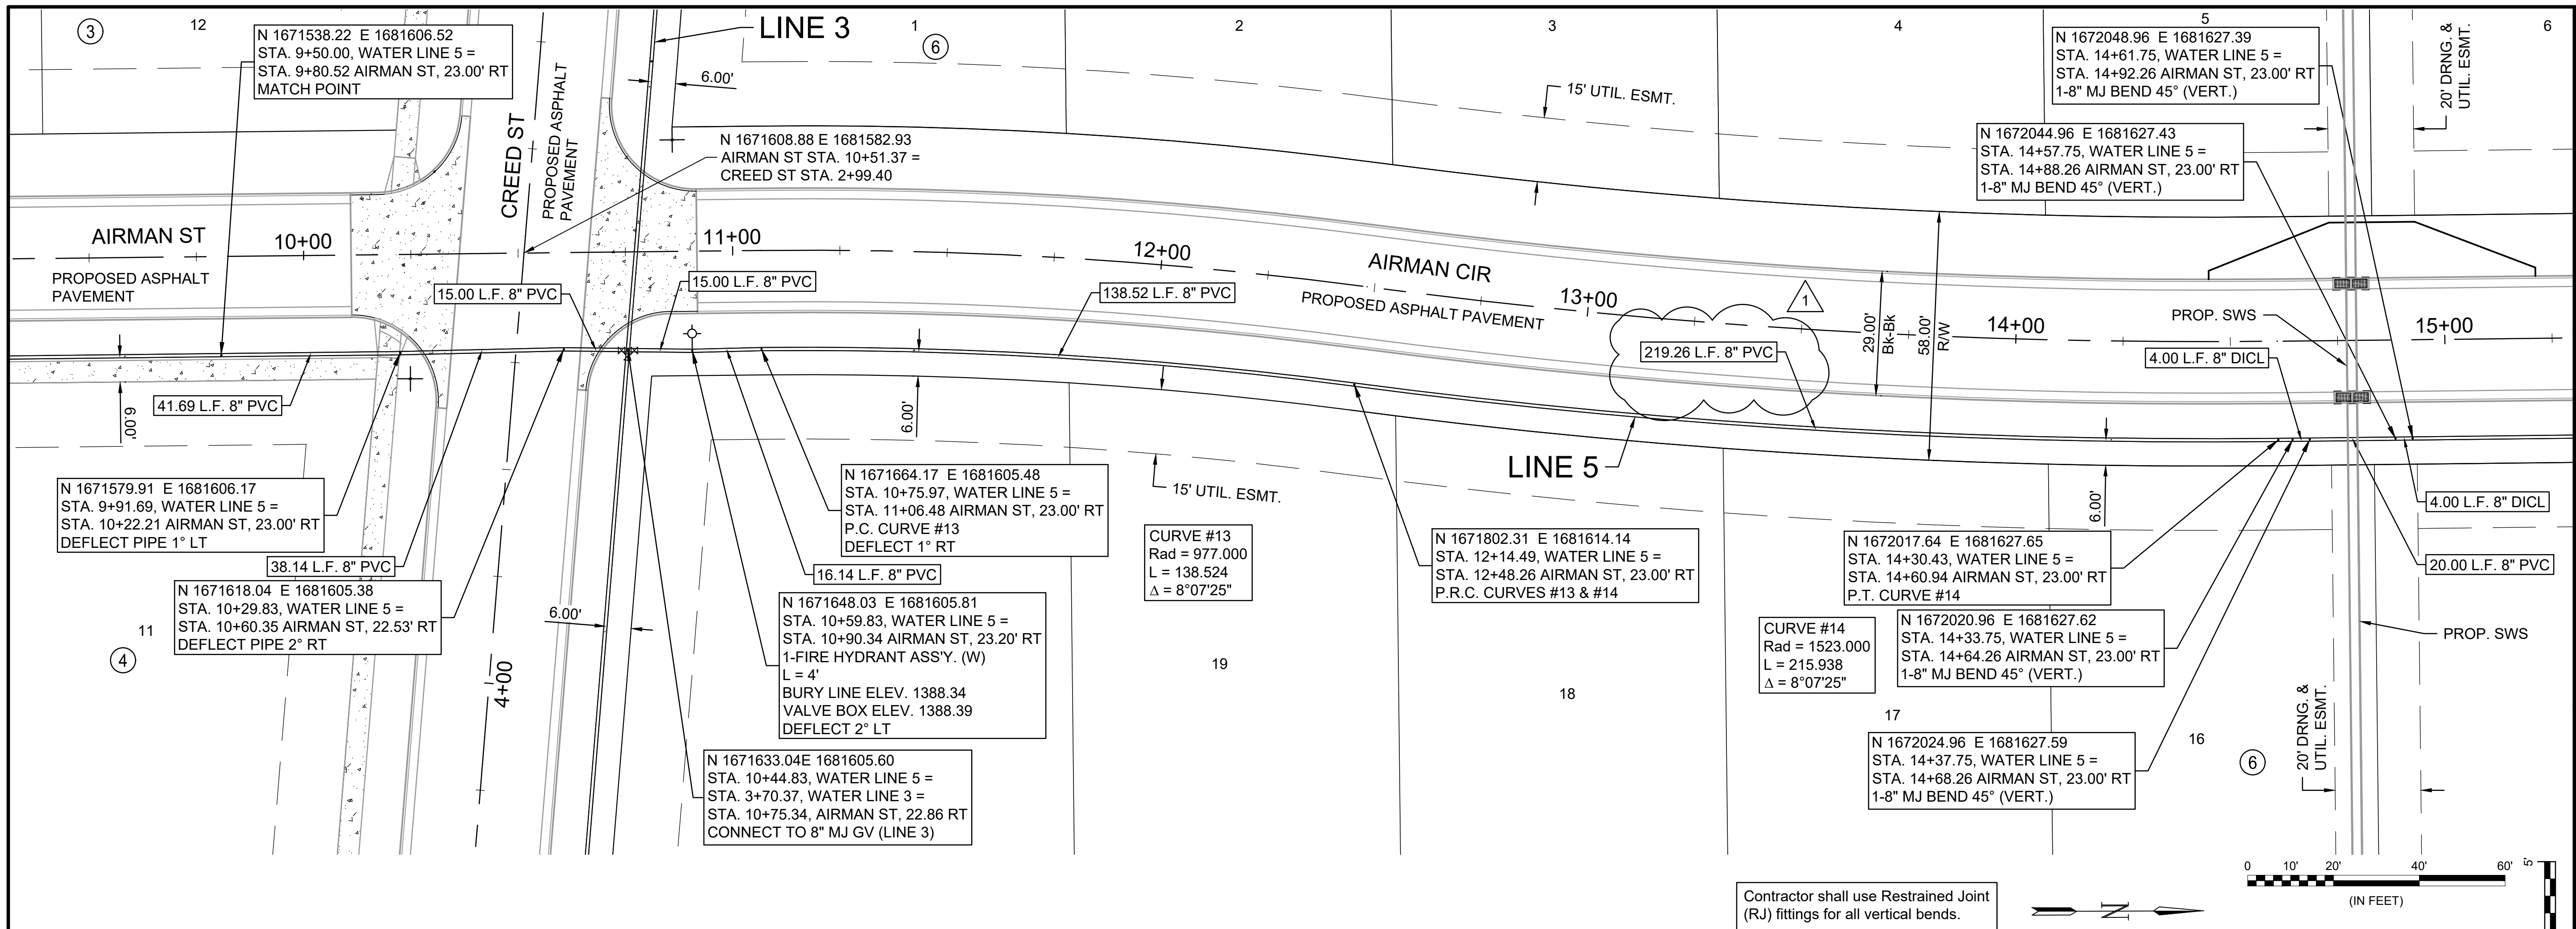 3
12
N 1671538.22  E 1681606.52
STA. 9+50.00, WATER LINE 5 =
STA. 9+80.52 AIRMAN ST, 23.00' RT
MATCH POINT
LINE 3
1
6
2
3
4
5
6
6.00'
CREED ST
PROPOSED ASPHALT
PAVEMENT
15' UTIL. ESMT.
N 1672048.96  E 1681627.39
STA. 14+61.75, WATER LINE 5 =
STA. 14+92.26 AIRMAN ST, 23.00' RT
1-8" MJ BEND 45° (VERT.)
20' DRNG. &
UTIL. ESMT.
N 1671608.88 E 1681582.93
AIRMAN ST STA. 10+51.37 =
CREED ST STA. 2+99.40
N 1672044.96  E 1681627.43
STA. 14+57.75, WATER LINE 5 =
STA. 14+88.26 AIRMAN ST, 23.00' RT
1-8" MJ BEND 45° (VERT.)
AIRMAN ST
10+00
11+00
12+00
AIRMAN CIR
13+00
14+00
15+00
PROPOSED ASPHALT
PAVEMENT
PROPOSED ASPHALT PAVEMENT
1
15.00 L.F. 8" PVC
15.00 L.F. 8" PVC
138.52 L.F. 8" PVC
219.26 L.F. 8" PVC
29.00'
Bk-Bk
58.00'
R/W
PROP. SWS
4.00 L.F. 8" DICL
41.69 L.F. 8" PVC
6.00'
6.00'
LINE 5
6.00'
N 1671579.91  E 1681606.17
STA. 9+91.69, WATER LINE 5 =
STA. 10+22.21 AIRMAN ST, 23.00' RT
DEFLECT PIPE 1° LT
38.14 L.F. 8" PVC
N 1671618.04  E 1681605.38
STA. 10+29.83, WATER LINE 5 =
STA. 10+60.35 AIRMAN ST, 22.53' RT
DEFLECT PIPE 2° RT
11
4
4+00
6.00'
N 1671664.17  E 1681605.48
STA. 10+75.97, WATER LINE 5 =
STA. 11+06.48 AIRMAN ST, 23.00' RT
P.C. CURVE #13
DEFLECT 1° RT
16.14 L.F. 8" PVC
N 1671648.03  E 1681605.81
STA. 10+59.83, WATER LINE 5 =
STA. 10+90.34 AIRMAN ST, 23.20' RT
1-FIRE HYDRANT ASS'Y. (W)
L = 4'
BURY LINE ELEV. 1388.34
VALVE BOX ELEV. 1388.39
DEFLECT 2° LT
N 1671633.04E 1681605.60
STA. 10+44.83, WATER LINE 5 =
STA. 3+70.37, WATER LINE 3 =
STA. 10+75.34, AIRMAN ST, 22.86 RT
CONNECT TO 8" MJ GV (LINE 3)
15' UTIL. ESMT.
CURVE #13
Rad = 977.000
L = 138.524
Δ = 8°07'25"
19
N 1671802.31  E 1681614.14
STA. 12+14.49, WATER LINE 5 =
STA. 12+48.26 AIRMAN ST, 23.00' RT
P.R.C. CURVES #13 & #14
18
CURVE #14
Rad = 1523.000
L = 215.938
Δ = 8°07'25"
17
N 1672017.64  E 1681627.65
STA. 14+30.43, WATER LINE 5 =
STA. 14+60.94 AIRMAN ST, 23.00' RT
P.T. CURVE #14
N 1672020.96  E 1681627.62
STA. 14+33.75, WATER LINE 5 =
STA. 14+64.26 AIRMAN ST, 23.00' RT
1-8" MJ BEND 45° (VERT.)
N 1672024.96  E 1681627.59
STA. 14+37.75, WATER LINE 5 =
STA. 14+68.26 AIRMAN ST, 23.00' RT
1-8" MJ BEND 45° (VERT.)
16
6
4.00 L.F. 8" DICL
20.00 L.F. 8" PVC
PROP. SWS
20' DRNG. &
UTIL. ESMT.
Contractor shall use Restrained Joint
(RJ) fittings for all vertical bends.
N
0 10' 20' 40' 60'
(IN FEET)
5'